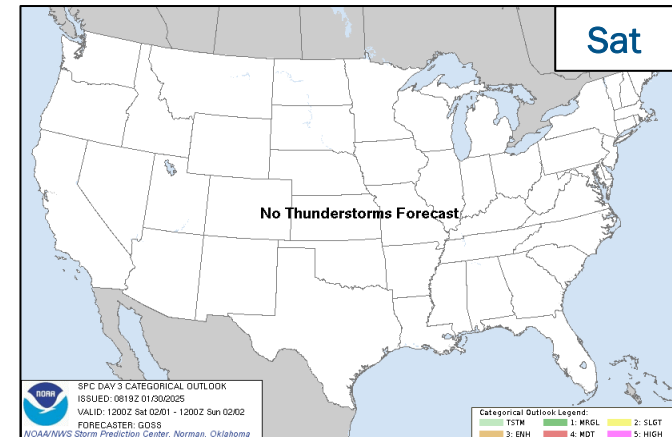 Sat
No Thunderstorms Forecast
NOAA
SPC DAY 3 CATEGORICAL OUTLOOK
ISSUED: 0819Z 01/30/2025
VALID: 1200Z Sat 02/01 - 1200Z Sun 02/02
FORECASTER: GOSS
NOAA/NWS Storm Prediction Center, Norman, Oklahoma
Categorical Outlook Legend:
TSTM 1: MRGL 2: SLGT
3: ENH 4: MDT 5: HIGH